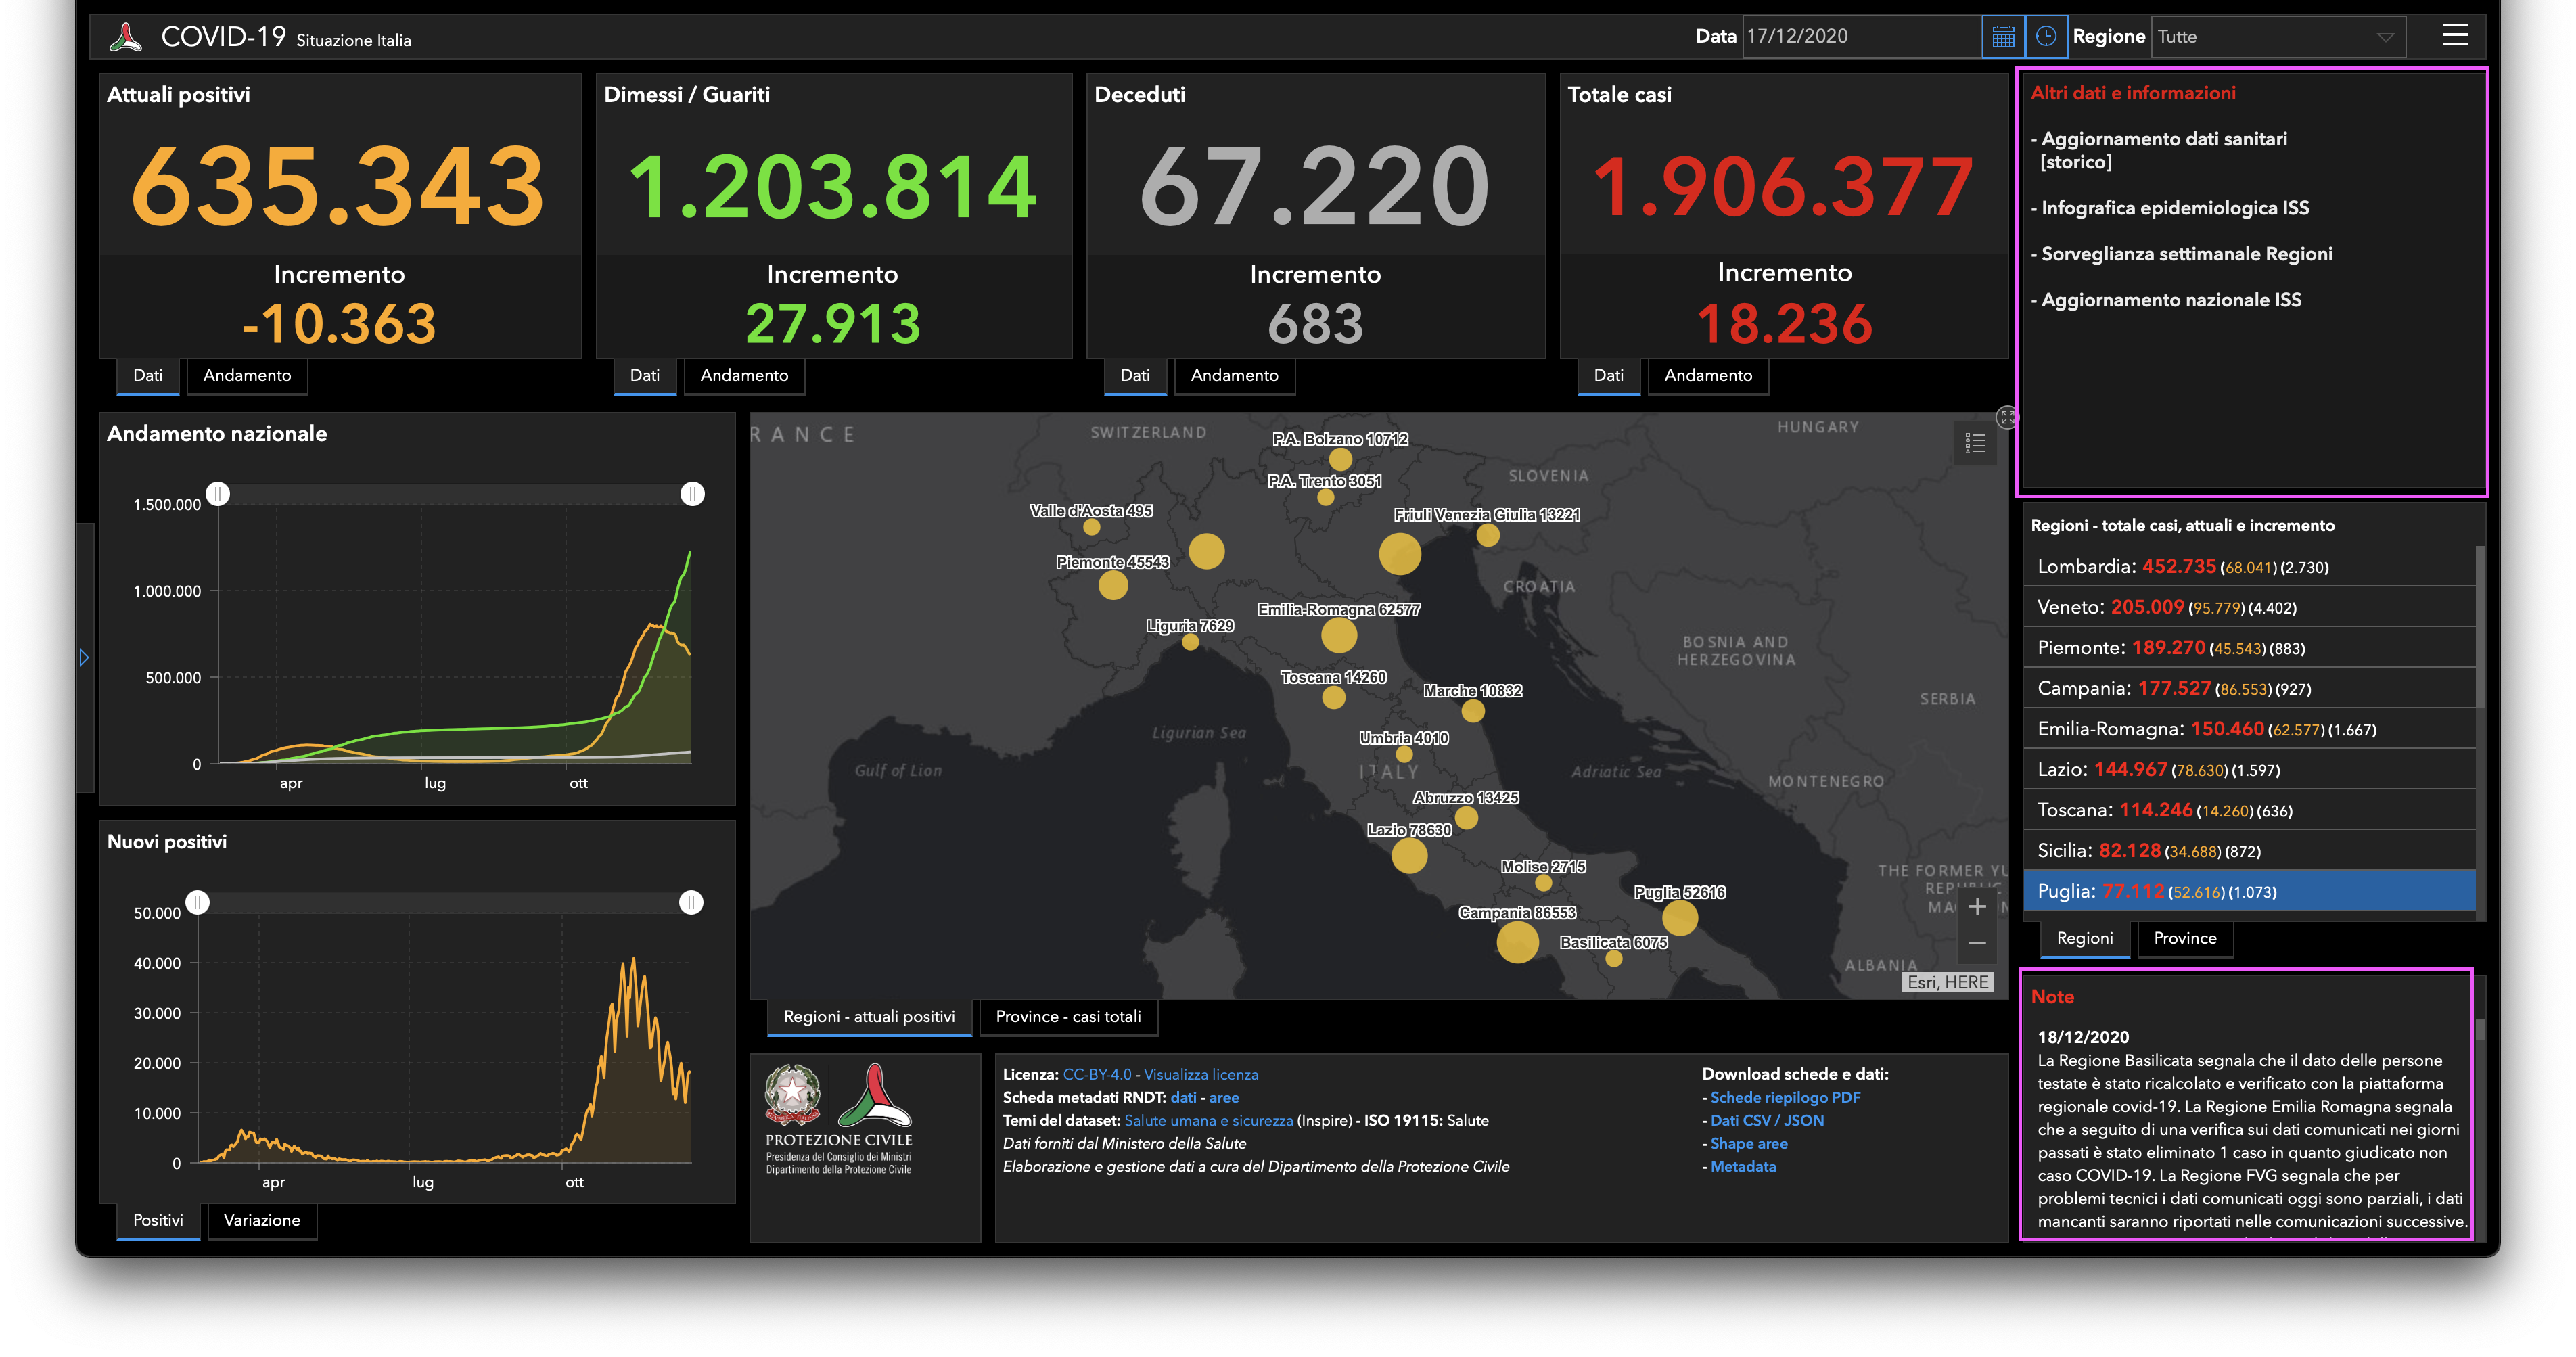 COVID-19 Situazione Italia
Data 17/12/2020
Regione Tutte
Attuali positivi
635.343
Incremento
-10.363
Dati Andamento
Dimessi / Guariti
1.203.814
Incremento
27.913
Dati Andamento
Deceduti
67.220
Incremento
683
Dati Andamento
Totale casi
1.906.377
Incremento
18.236
Dati Andamento
Altri dati e informazioni
- Aggiornamento dati sanitari
[storico]
- Infografica epidemiologica ISS
- Sorveglianza settimanale Regioni
- Aggiornamento nazionale ISS
Andamento nazionale
1.500.000
1.000.000
500.000
0
apr lug ott
Nuovi positivi
50.000
40.000
30.000
20.000
10.000
0
apr lug ott
Positivi Variazione
RANCE
SWITZERLAND
HUNGARY
P.A. Bolzano 10712
SLOVENIA
P.A. Trento 3051
Valle d'Aosta 495
Friuli Venezia Giulia 13221
Piemonte 45543
CROATIA
Emilia-Romagna 62577
Liguria 7629
BOSNIA AND
HERZEGOVINA
Toscana 14260
Marche 10832
SERBIA
Ligurian Sea
Umbria 4010
ITALY
Gulf of Lion
Adriatic Sea
MONTENEGRO
Abruzzo 13425
Lazio 78630
Molise 2715
THE FORMER YU
Puglia 52616
Campania 86553
Basilicata 6075
ALBANIA
Esri, HERE
Regioni - attuali positivi Province - casi totali
Regioni - totale casi, attuali e incremento
Lombardia: 452.735 (68.041) (2.730)
Veneto: 205.009 (95.779) (4.402)
Piemonte: 189.270 (45.543) (883)
Campania: 177.527 (86.553) (927)
Emilia-Romagna: 150.460 (62.577) (1.667)
Lazio: 144.967 (78.630) (1.597)
Toscana: 114.246 (14.260) (636)
Sicilia: 82.128 (34.688) (872)
Puglia: 77.112 (52.616) (1.073)
Regioni Province
PROTEZIONE CIVILE
Presidenza del Consiglio dei Ministri
Dipartimento della Protezione Civile
Licenza: CC-BY-4.0 - Visualizza licenza
Scheda metadati RNDT: dati - aree
Temi del dataset: Salute umana e sicurezza (Inspire) - ISO 19115: Salute
Dati forniti dal Ministero della Salute
Elaborazione e gestione dati a cura del Dipartimento della Protezione Civile
Download schede e dati:
- Schede riepilogo PDF
- Dati CSV / JSON
- Shape aree
- Metadata
Note
18/12/2020
La Regione Basilicata segnala che il dato delle persone
testate è stato ricalcolato e verificato con la piattaforma
regionale covid-19. La Regione Emilia Romagna segnala
che a seguito di una verifica sui dati comunicati nei giorni
passati è stato eliminato 1 caso in quanto giudicato non
caso COVID-19. La Regione FVG segnala che per
problemi tecnici i dati comunicati oggi sono parziali, i dati
mancanti saranno riportati nelle comunicazioni successive.